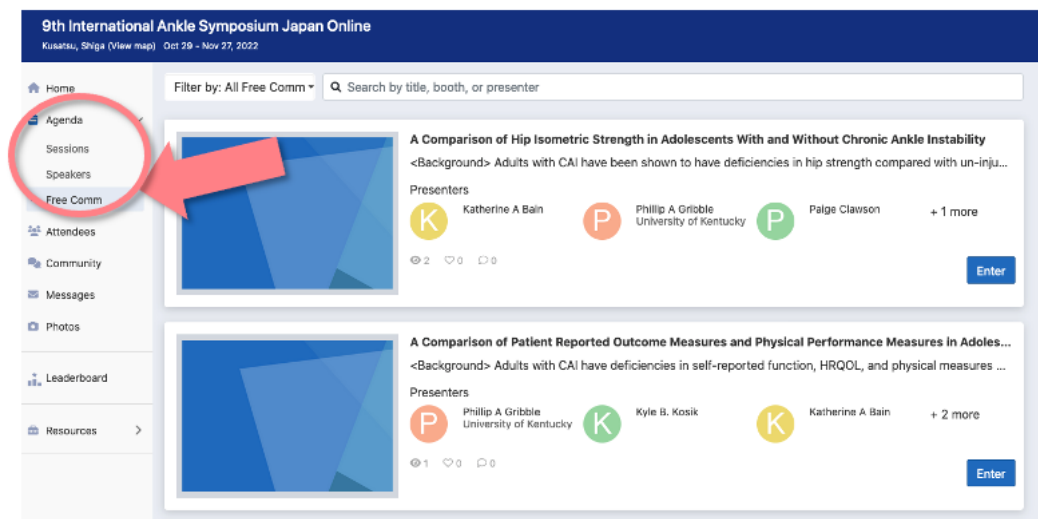 9th International Ankle Symposium Japan Online
Kusatsu, Shiga (View map) Oct 29 - Nov 27, 2022
Home
Agenda
Sessions
Speakers
Free Comm
Attendees
Community
Messages
Photos
Leaderboard
Resources
Filter by: All Free Comm
Search by title, booth, or presenter
A Comparison of Hip Isometric Strength in Adolescents With and Without Chronic Ankle Instability
<Background> Adults with CAI have been shown to have deficiencies in hip strength compared with un-inju...
Presenters
K
Katherine A Bain
P
Phillip A Gribble
University of Kentucky
P
Paige Clawson
+ 1 more
2 0 0
Enter
A Comparison of Patient Reported Outcome Measures and Physical Performance Measures in Adoles...
<Background> Adults with CAI have deficiencies in self-reported function, HRQOL, and physical measures ...
Presenters
P
Phillip A Gribble
University of Kentucky
K
Kyle B. Kosik
K
Katherine A Bain
+ 2 more
1 0 0
Enter